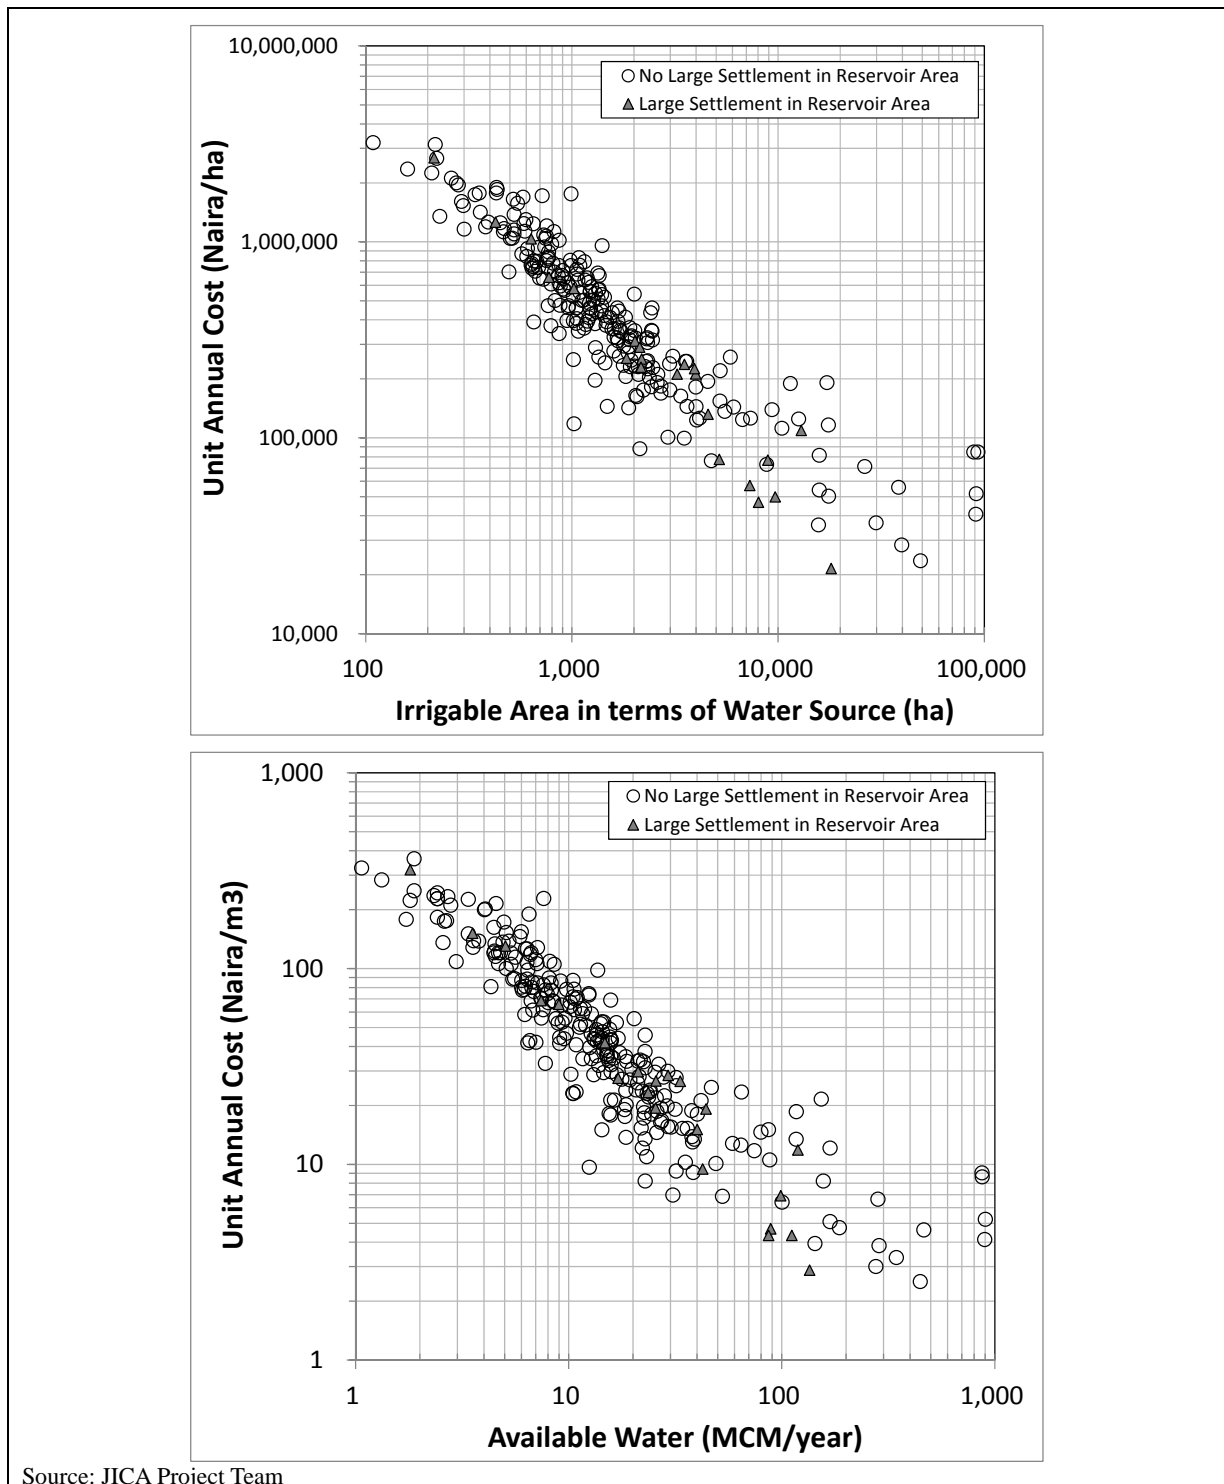 10,000,000
1,000,000
100,000
10,000
Unit Annual Cost (Naira/ha)
No Large Settlement in Reservoir Area
Large Settlement in Reservoir Area
100 1,000 10,000 100,000
Irrigable Area in terms of Water Source (ha)
1,000
100
10
1
Unit Annual Cost (Naira/m3)
No Large Settlement in Reservoir Area
Large Settlement in Reservoir Area
1 10 100 1,000
Available Water (MCM/year)
Source: JICA Project Team